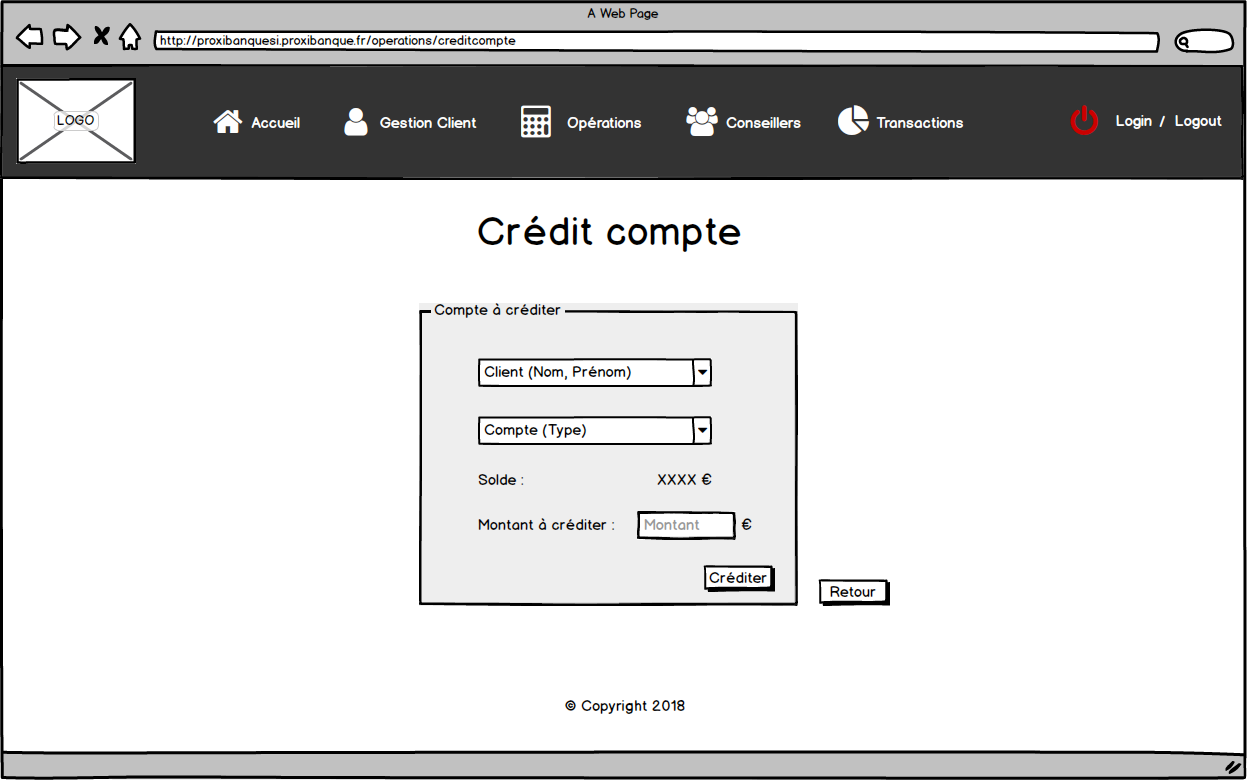 A Web Page
http://proxibanquesi.proxibanque.fr/operations/creditcompte
LOGO
Accueil
Gestion Client
Opérations
Conseillers
Transactions
Login / Logout
Crédit compte
Compte à créditer
Client (Nom, Prénom)
Compte (Type)
Solde : XXXX €
Montant à créditer : Montant €
Créditer
Retour
© Copyright 2018